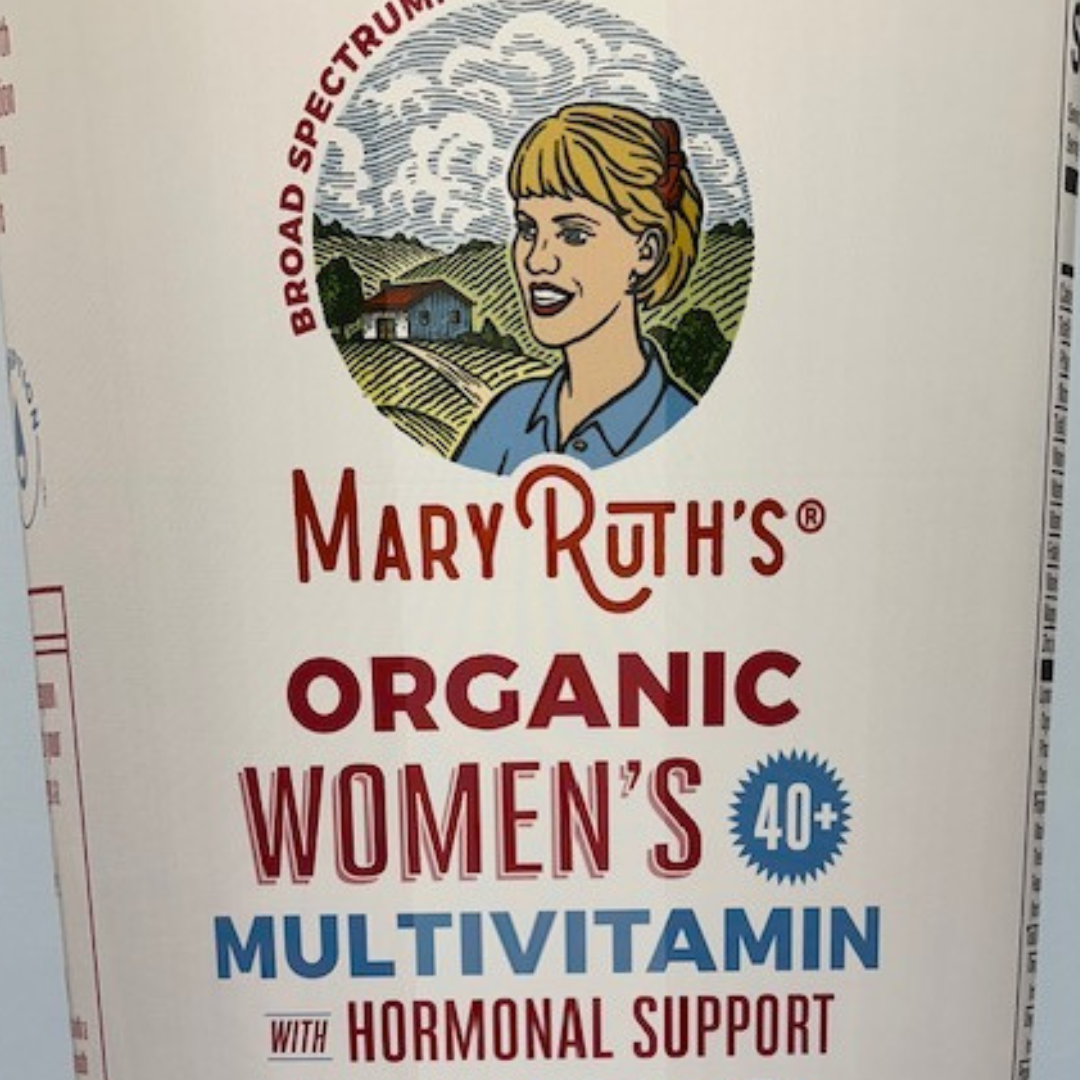 BROAD SPECTRUM
MARYRUTH'S®
ORGANIC
WOMEN'S 40+
MULTIVITAMIN
WITH HORMONAL SUPPORT